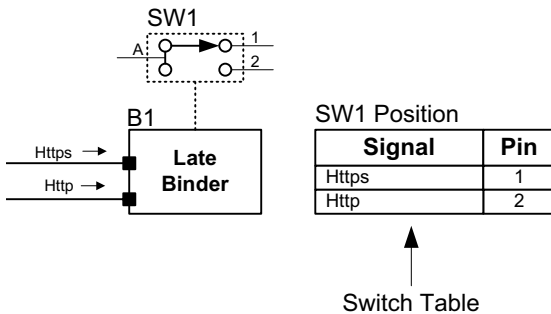 SW1
A
1
2
B1
Https
Http
Late
Binder
SW1 Position
Signal Pin
Https 1
Http 2
Switch Table